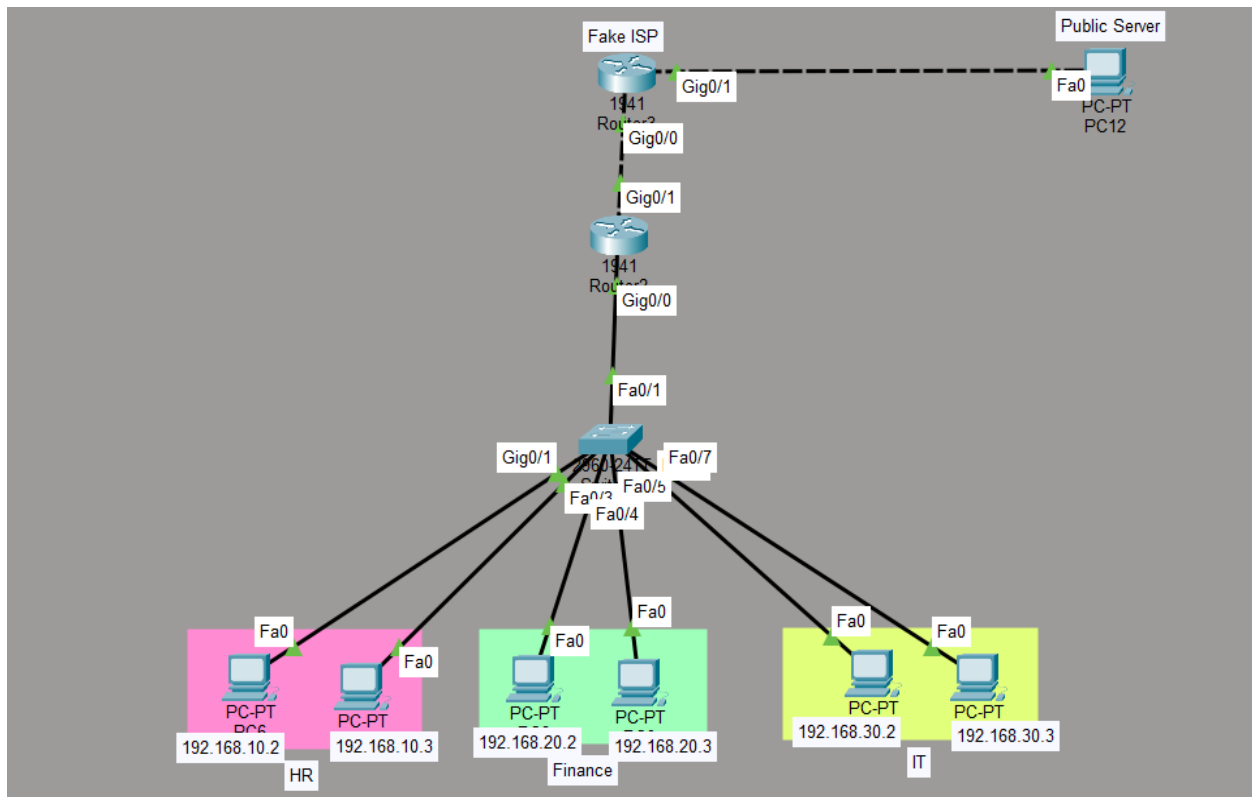 Fake ISP
Public Server
Gig0/1
Fa0
1941
PC-PT
PC12
Gig0/0
Gig0/1
1941
Gig0/0
Fa0/1
Gig0/1
Fa0/7
Fa0/5
Fa0/3
Fa0/4
Fa0
Fa0
Fa0
Fa0
Fa0
Fa0
PC-PT
PC-PT
PC-PT
PC-PT
PC-PT
PC-PT
PC6
192.168.10.2
192.168.10.3
192.168.20.2
192.168.20.3
192.168.30.2
192.168.30.3
HR
Finance
IT